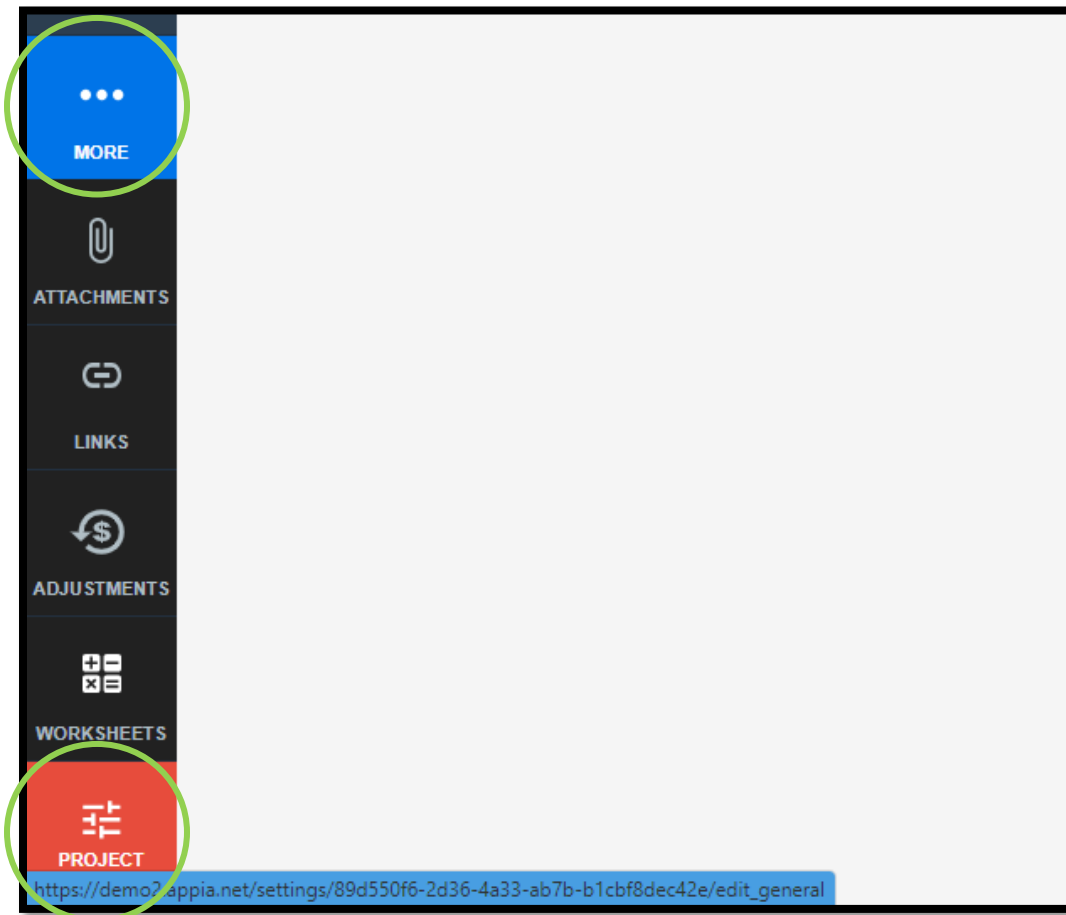 MORE
ATTACHMENTS
LINKS
ADJUSTMENTS
WORKSHEETS
PROJECT
https://demo2.appia.net/settings/89d550f6-2d36-4a33-ab7b-b1cbf8dec42e/edit_general